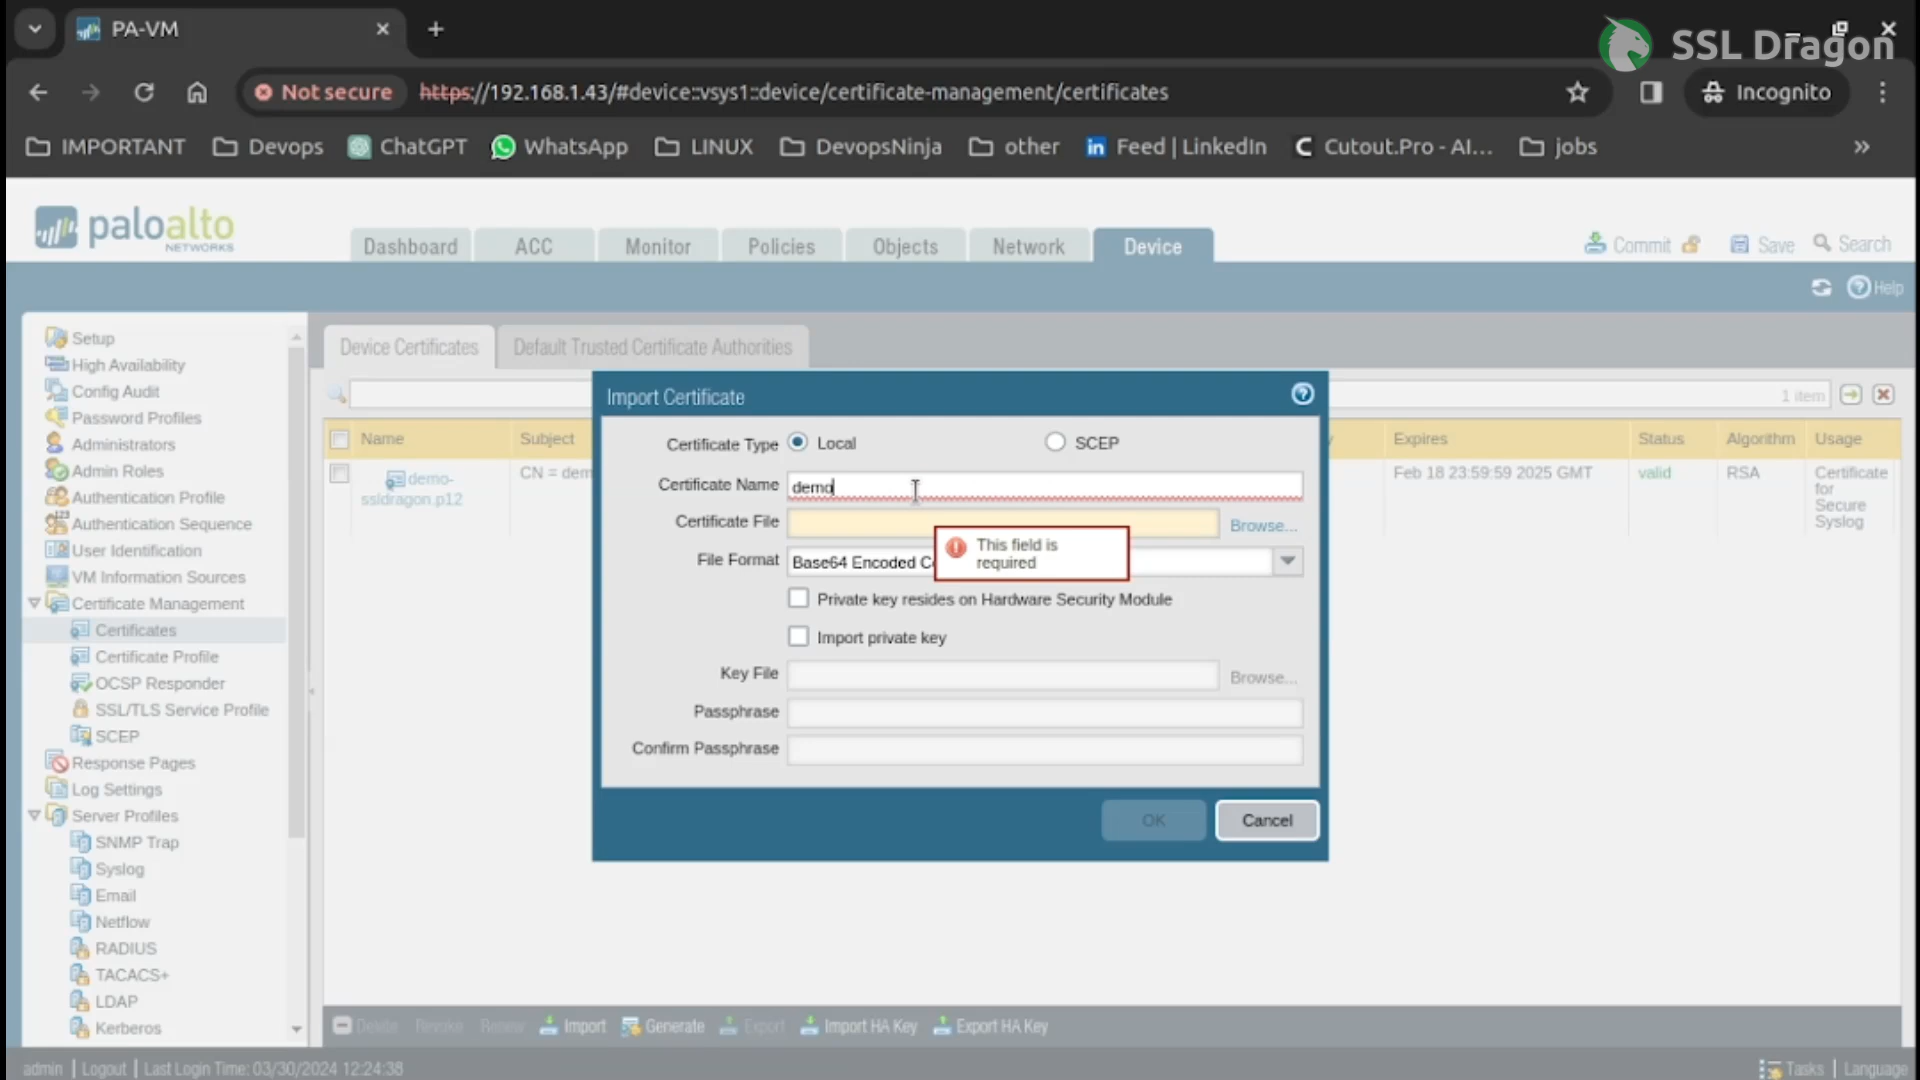 PA-VM
SSL Dragon
Not secure
https://192.168.1.43/#device::vsys1::device/certificate-management/certificates
Incognito
IMPORTANT
Devops
ChatGPT
WhatsApp
LINUX
DevopsNinja
other
Feed | LinkedIn
Cutout.Pro - AI...
jobs
»
paloalto
NETWORKS
Dashboard
ACC
Monitor
Policies
Objects
Network
Device
Commit
Save
Search
Help
Setup
High Availability
Config Audit
Password Profiles
Administrators
Admin Roles
Authentication Profile
Authentication Sequence
User Identification
VM Information Sources
Certificate Management
Certificates
Certificate Profile
OCSP Responder
SSL/TLS Service Profile
SCEP
Response Pages
Log Settings
Server Profiles
SNMP Trap
Syslog
Email
Netflow
RADIUS
TACACS+
LDAP
Kerberos
Device Certificates
Default Trusted Certificate Authorities
1 item
Name
Subject
Expires
Status
Algorithm
Usage
demo-
ssldragon.p12
CN = dem
Feb 18 23:59:59 2025 GMT
valid
RSA
Certificate
for
Secure
Syslog
Import Certificate
Certificate Type
Local
SCEP
Certificate Name
demo
Certificate File
Browse...
This field is
required
File Format
Base64 Encoded Ce
Private key resides on Hardware Security Module
Import private key
Key File
Browse...
Passphrase
Confirm Passphrase
OK
Cancel
Delete
Revoke
Renew
Import
Generate
Export
Import HA Key
Export HA Key
admin | Logout | Last Login Time: 03/30/2024 12:24:38
Tasks | Language